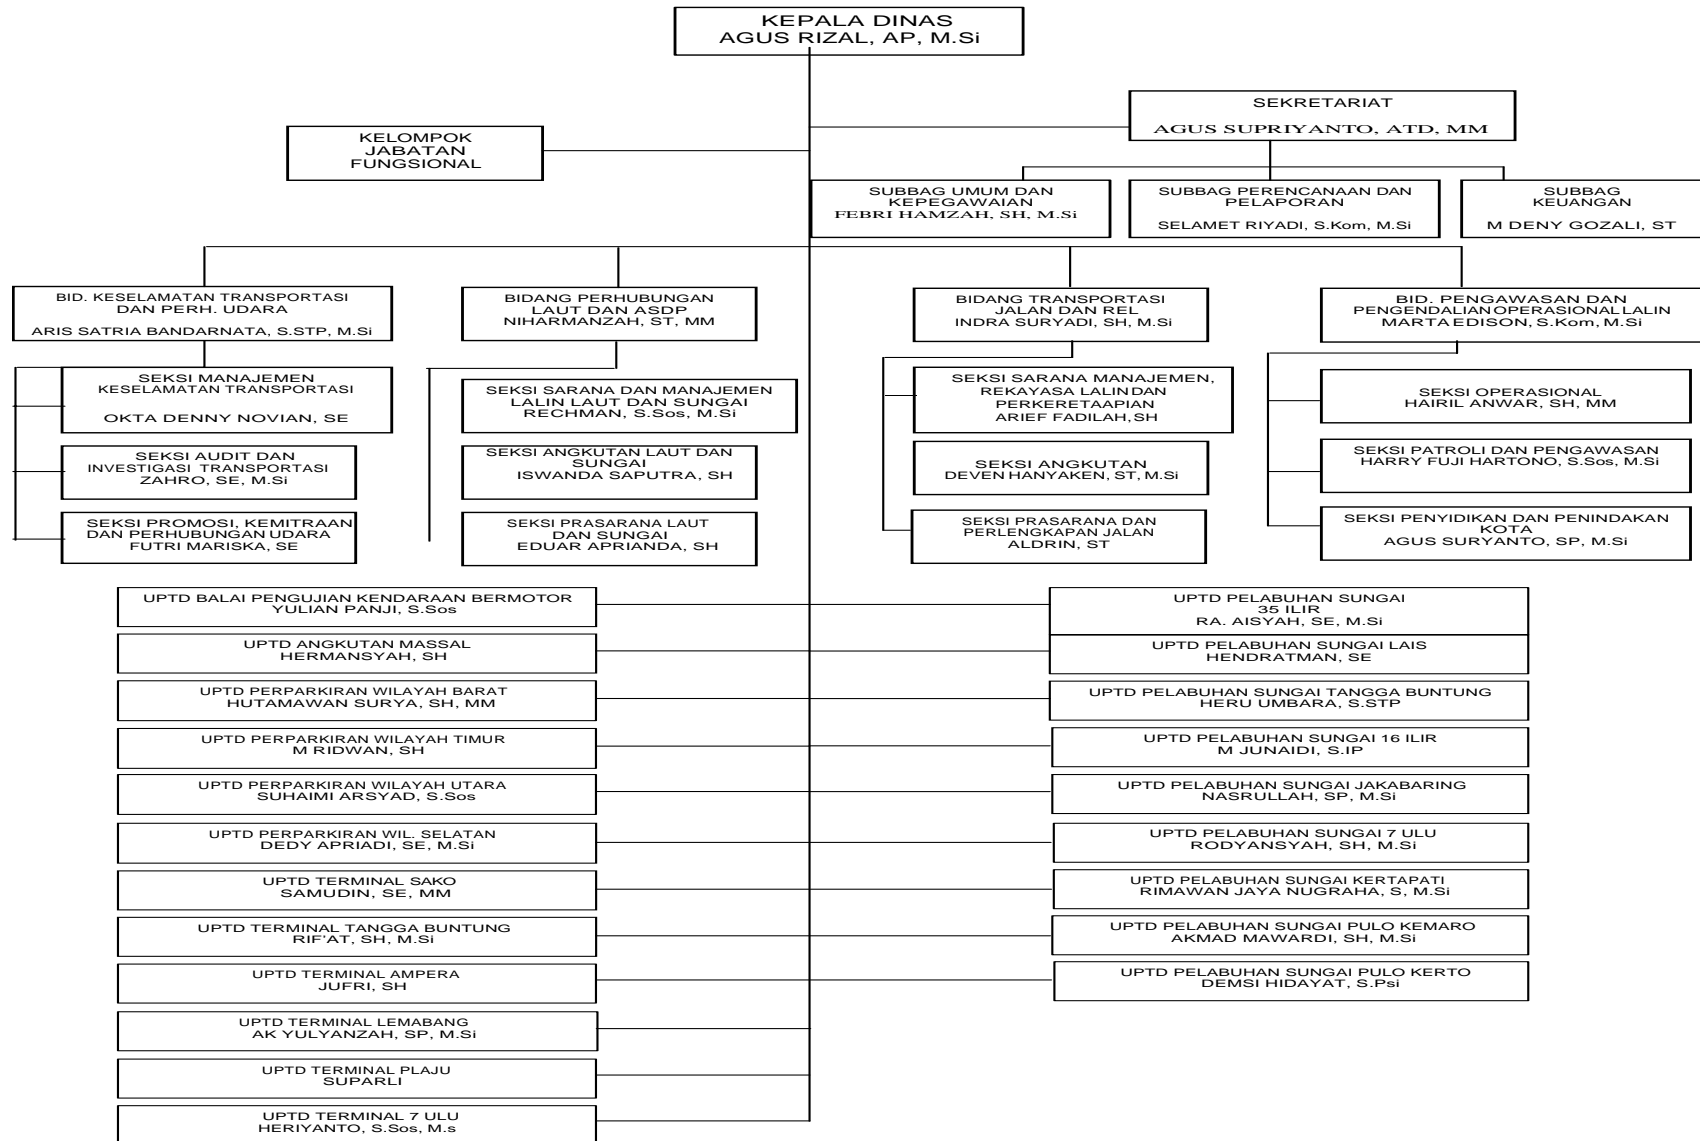 KEPALA DINAS
AGUS RIZAL, AP, M.Si
SEKRETARIAT
AGUS SUPRIYANTO, ATD, MM
KELOMPOK
JABATAN
FUNGSIONAL
SUBBAG UMUM DAN
KEPEGAWAIAN
FEBRI HAMZAH, SH, M.Si
SUBBAG PERENCANAAN DAN
PELAPORAN
SELAMET RIYADI, S.Kom, M.Si
SUBBAG
KEUANGAN
M DENY GOZALI, ST
BID. KESELAMATAN TRANSPORTASI
DAN PERH. UDARA
ARIS SATRIA BANDARNATA, S.STP, M.Si
BIDANG PERHUBUNGAN
LAUT DAN ASDP
NIHARMANZAH, ST, MM
BIDANG TRANSPORTASI
JALAN DAN REL
INDRA SURYADI, SH, M.Si
BID. PENGAWASAN DAN
PENGENDALIAN OPERASIONAL LALIN
MARTA EDISON, S.Kom, M.Si
SEKSI MANAJEMEN
KESELAMATAN TRANSPORTASI
OKTA DENNY NOVIAN, SE
SEKSI AUDIT DAN
INVESTIGASI TRANSPORTASI
ZAHRO, SE, M.Si
SEKSI PROMOSI, KEMITRAAN
DAN PERHUBUNGAN UDARA
FUTRI MARISKA, SE
SEKSI SARANA DAN MANAJEMEN
LALIN LAUT DAN SUNGAI
RECHMAN, S.Sos, M.Si
SEKSI ANGKUTAN LAUT DAN
SUNGAI
ISWANDA SAPUTRA, SH
SEKSI PRASARANA LAUT
DAN SUNGAI
EDUAR APRIANDA, SH
SEKSI SARANA MANAJEMEN,
REKAYASA LALIN DAN
PERKERETAAPIAN
ARIEF FADILAH, SH
SEKSI ANGKUTAN
DEVEN HANYAKEN, ST, M.Si
SEKSI PRASARANA DAN
PERLENGKAPAN JALAN
ALDRIN, ST
SEKSI OPERASIONAL
HAIRIL ANWAR, SH, MM
SEKSI PATROLI DAN PENGAWASAN
HARRY FUJI HARTONO, S.Sos, M.Si
SEKSI PENYIDIKAN DAN PENINDAKAN
KOTA
AGUS SURYANTO, SP, M.Si
UPTD BALAI PENGUJIAN KENDARAAN BERMOTOR
YULIAN PANJI, S.Sos
UPTD ANGKUTAN MASSAL
HERMANSYAH, SH
UPTD PERPARKIRAN WILAYAH BARAT
HUTAMAWAN SURYA, SH, MM
UPTD PERPARKIRAN WILAYAH TIMUR
M RIDWAN, SH
UPTD PERPARKIRAN WILAYAH UTARA
SUHAIMI ARSYAD, S.Sos
UPTD PERPARKIRAN WIL. SELATAN
DEDY APRIADI, SE, M.Si
UPTD TERMINAL SAKO
SAMUDIN, SE, MM
UPTD TERMINAL TANGGA BUNTUNG
RIF'AT, SH, M.Si
UPTD TERMINAL AMPERA
JUFRI, SH
UPTD TERMINAL LEMABANG
AK YULYANZAH, SP, M.Si
UPTD TERMINAL PLAJU
SUPARLI
UPTD TERMINAL 7 ULU
HERIYANTO, S.Sos, M.s
UPTD PELABUHAN SUNGAI
35 ILIR
RA. AISYAH, SE, M.Si
UPTD PELABUHAN SUNGAI LAIS
HENDRATMAN, SE
UPTD PELABUHAN SUNGAI TANGGA BUNTUNG
HERU UMBARA, S.STP
UPTD PELABUHAN SUNGAI 16 ILIR
M JUNAIDI, S.IP
UPTD PELABUHAN SUNGAI JAKABARING
NASRULLAH, SP, M.Si
UPTD PELABUHAN SUNGAI 7 ULU
RODYANSYAH, SH, M.Si
UPTD PELABUHAN SUNGAI KERTAPATI
RIMAWAN JAYA NUGRAHA, S, M.Si
UPTD PELABUHAN SUNGAI PULO KEMARO
AKMAD MAWARDI, SH, M.Si
UPTD PELABUHAN SUNGAI PULO KERTO
DEMSI HIDAYAT, S.Psi